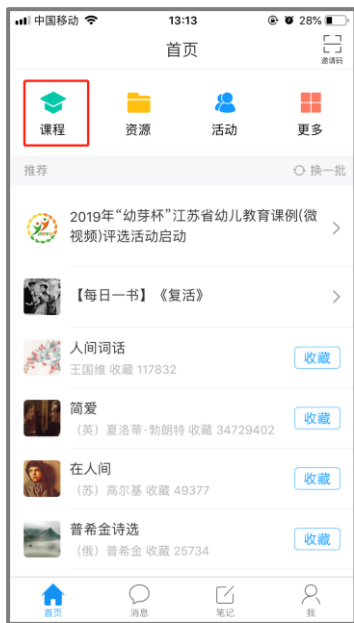 中国移动 13:13 28%
首页
邀请码
课程 资源 活动 更多
推荐 换一批
2019年“幼芽杯”江苏省幼儿教育课例(微
视频)评选活动启动
【每日一书】《复活》
人间词话
王国维 收藏 117832
收藏
简爱
（英）夏洛蒂·勃朗特 收藏 34729402
收藏
在人间
（苏）高尔基 收藏 49377
收藏
普希金诗选
（俄）普希金 收藏 25734
收藏
首页 消息 笔记 我